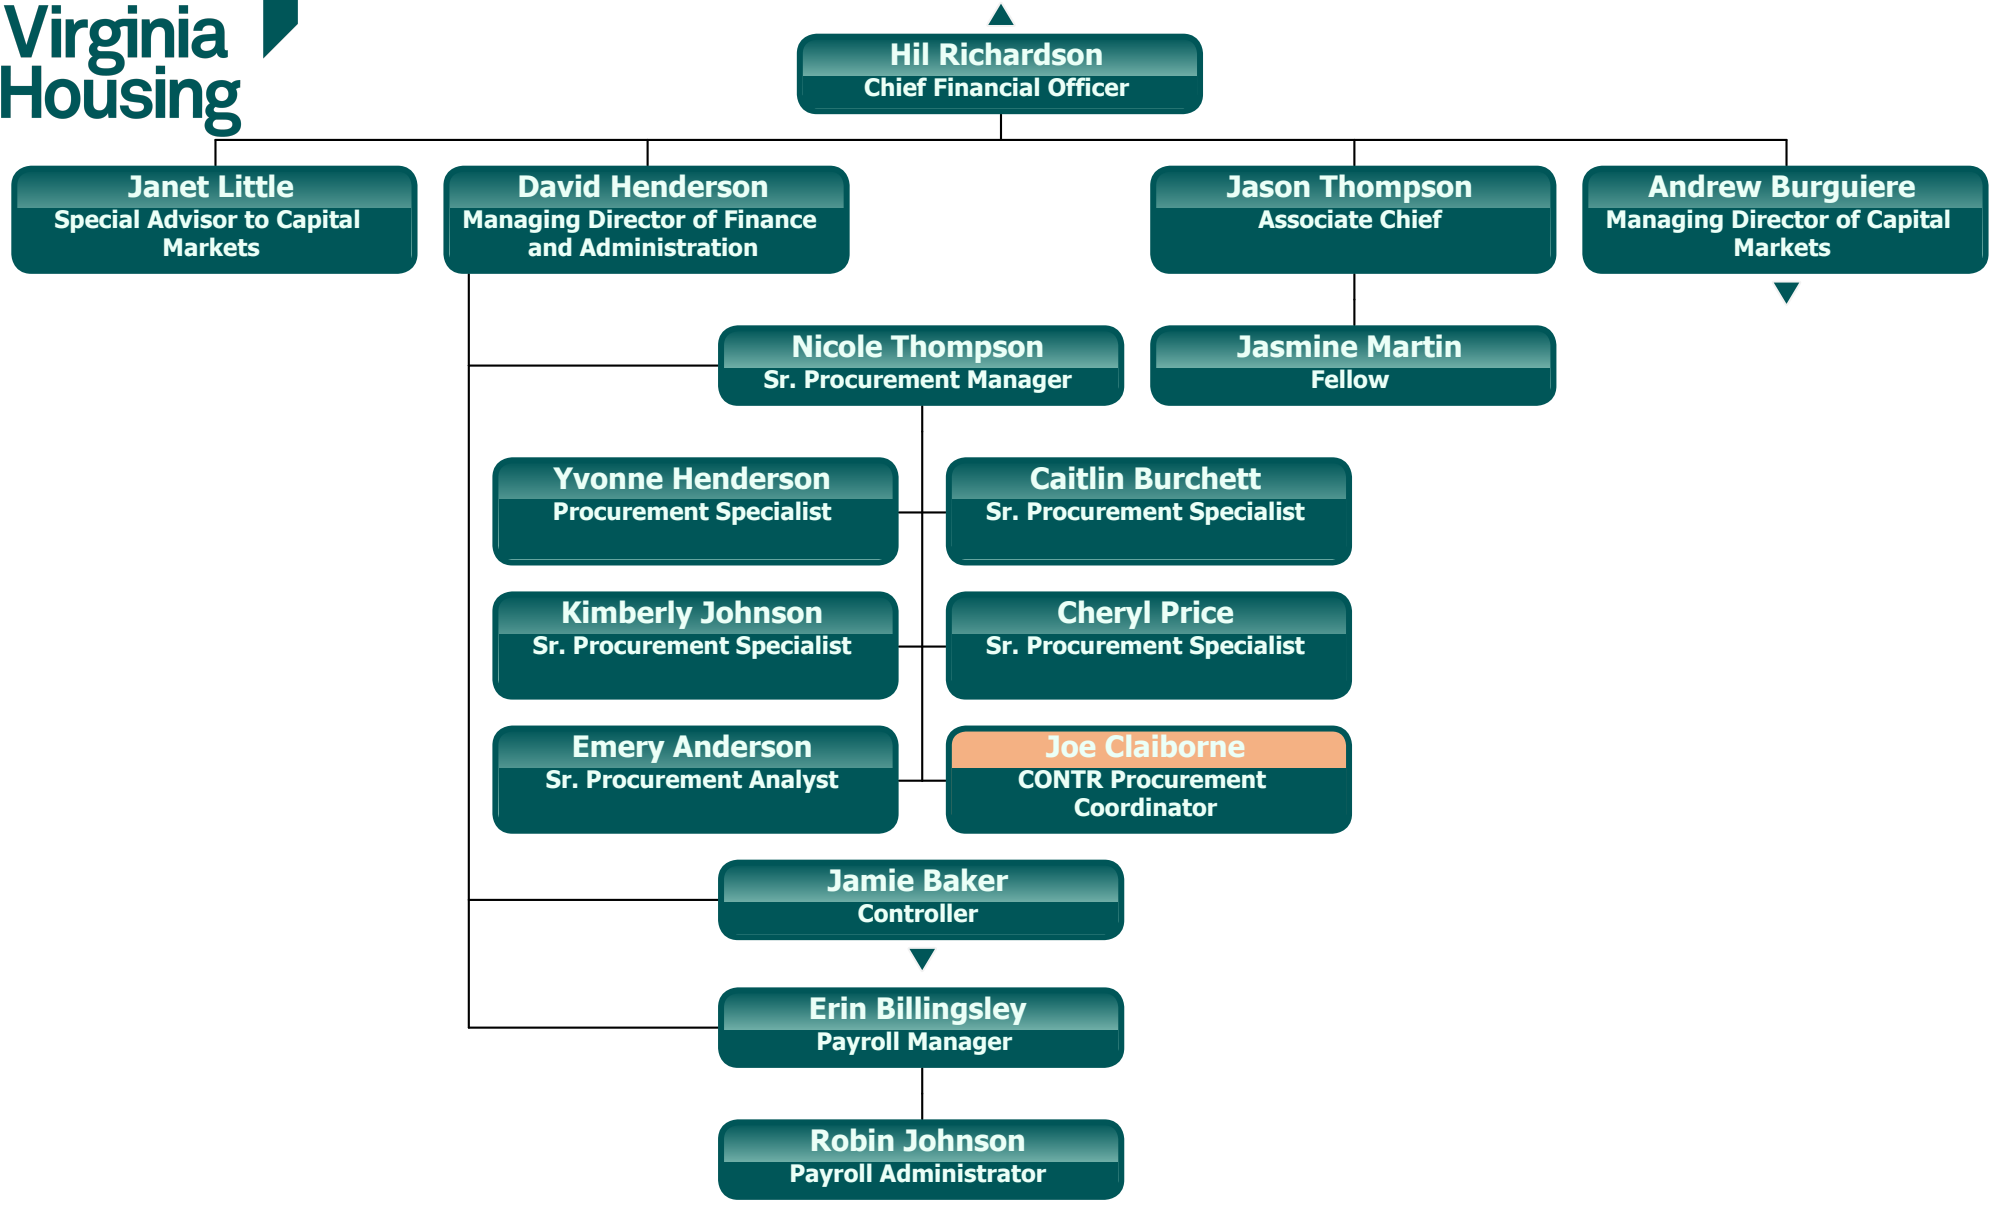 Virginia
Housing
Hil Richardson
Chief Financial Officer
Janet Little
Special Advisor to Capital
Markets
David Henderson
Managing Director of Finance
and Administration
Jason Thompson
Associate Chief
Andrew Burguiere
Managing Director of Capital
Markets
Nicole Thompson
Sr. Procurement Manager
Jasmine Martin
Fellow
Yvonne Henderson
Procurement Specialist
Caitlin Burchett
Sr. Procurement Specialist
Kimberly Johnson
Sr. Procurement Specialist
Cheryl Price
Sr. Procurement Specialist
Emery Anderson
Sr. Procurement Analyst
Joe Claiborne
CONTR Procurement
Coordinator
Jamie Baker
Controller
Erin Billingsley
Payroll Manager
Robin Johnson
Payroll Administrator